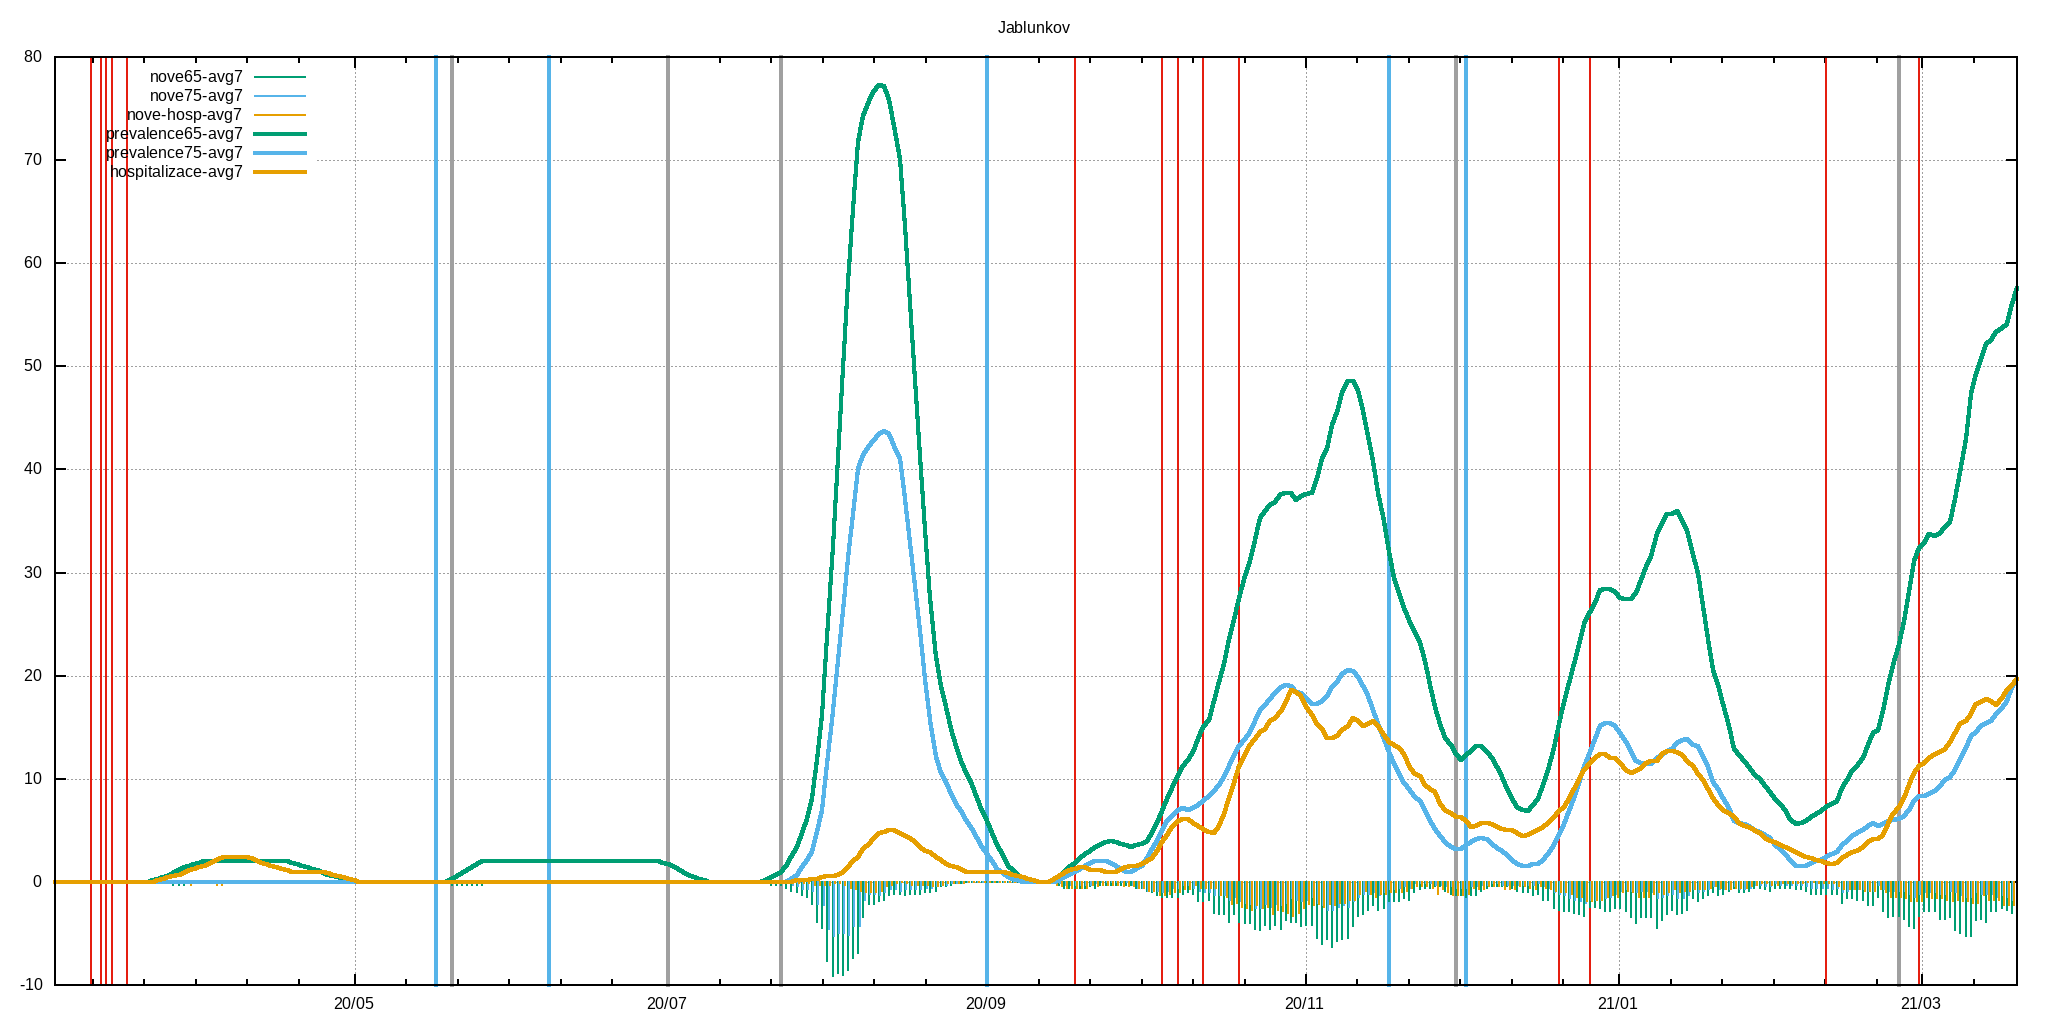 Jablunkov
80
nove65-avg7
nove75-avg7
nove-hosp-avg7
prevalence65-avg7
70
prevalence75-avg7
hospitalizace-avg7
60
50
40
30
20
10
0
-10
20/05 20/07 20/09 20/11 21/01 21/03